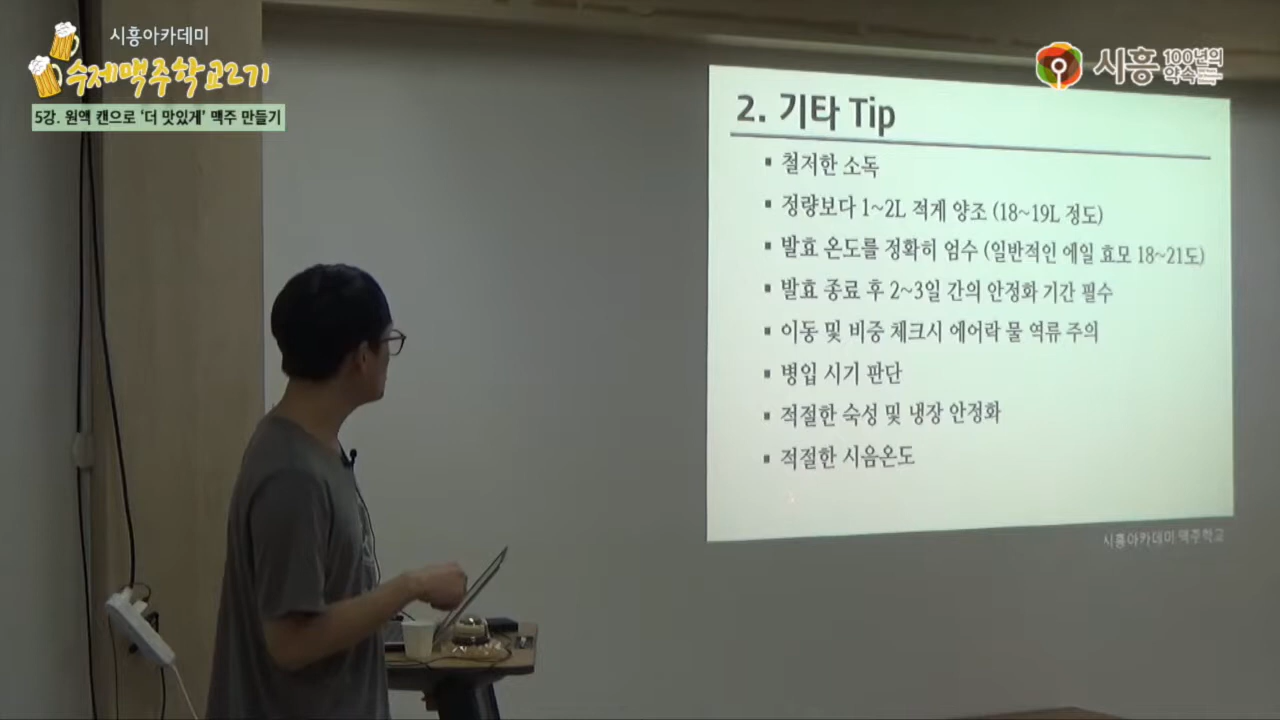 시흥아카데미
수제맥주학교2기
5강. 원액 캔으로 ‘더 맛있게’ 맥주 만들기
시흥 100년의
약속
2. 기타 Tip
▪ 철저한 소독
▪ 정량보다 1~2L 적게 양조 (18~19L 정도)
▪ 발효 온도를 정확히 엄수 (일반적인 에일 효모 18~21도)
▪ 발효 종료 후 2~3일 간의 안정화 기간 필수
▪ 이동 및 비중 체크시 에어락 물 역류 주의
▪ 병입 시기 판단
▪ 적절한 숙성 및 냉장 안정화
▪ 적절한 시음온도
시흥아카데미 맥주학교